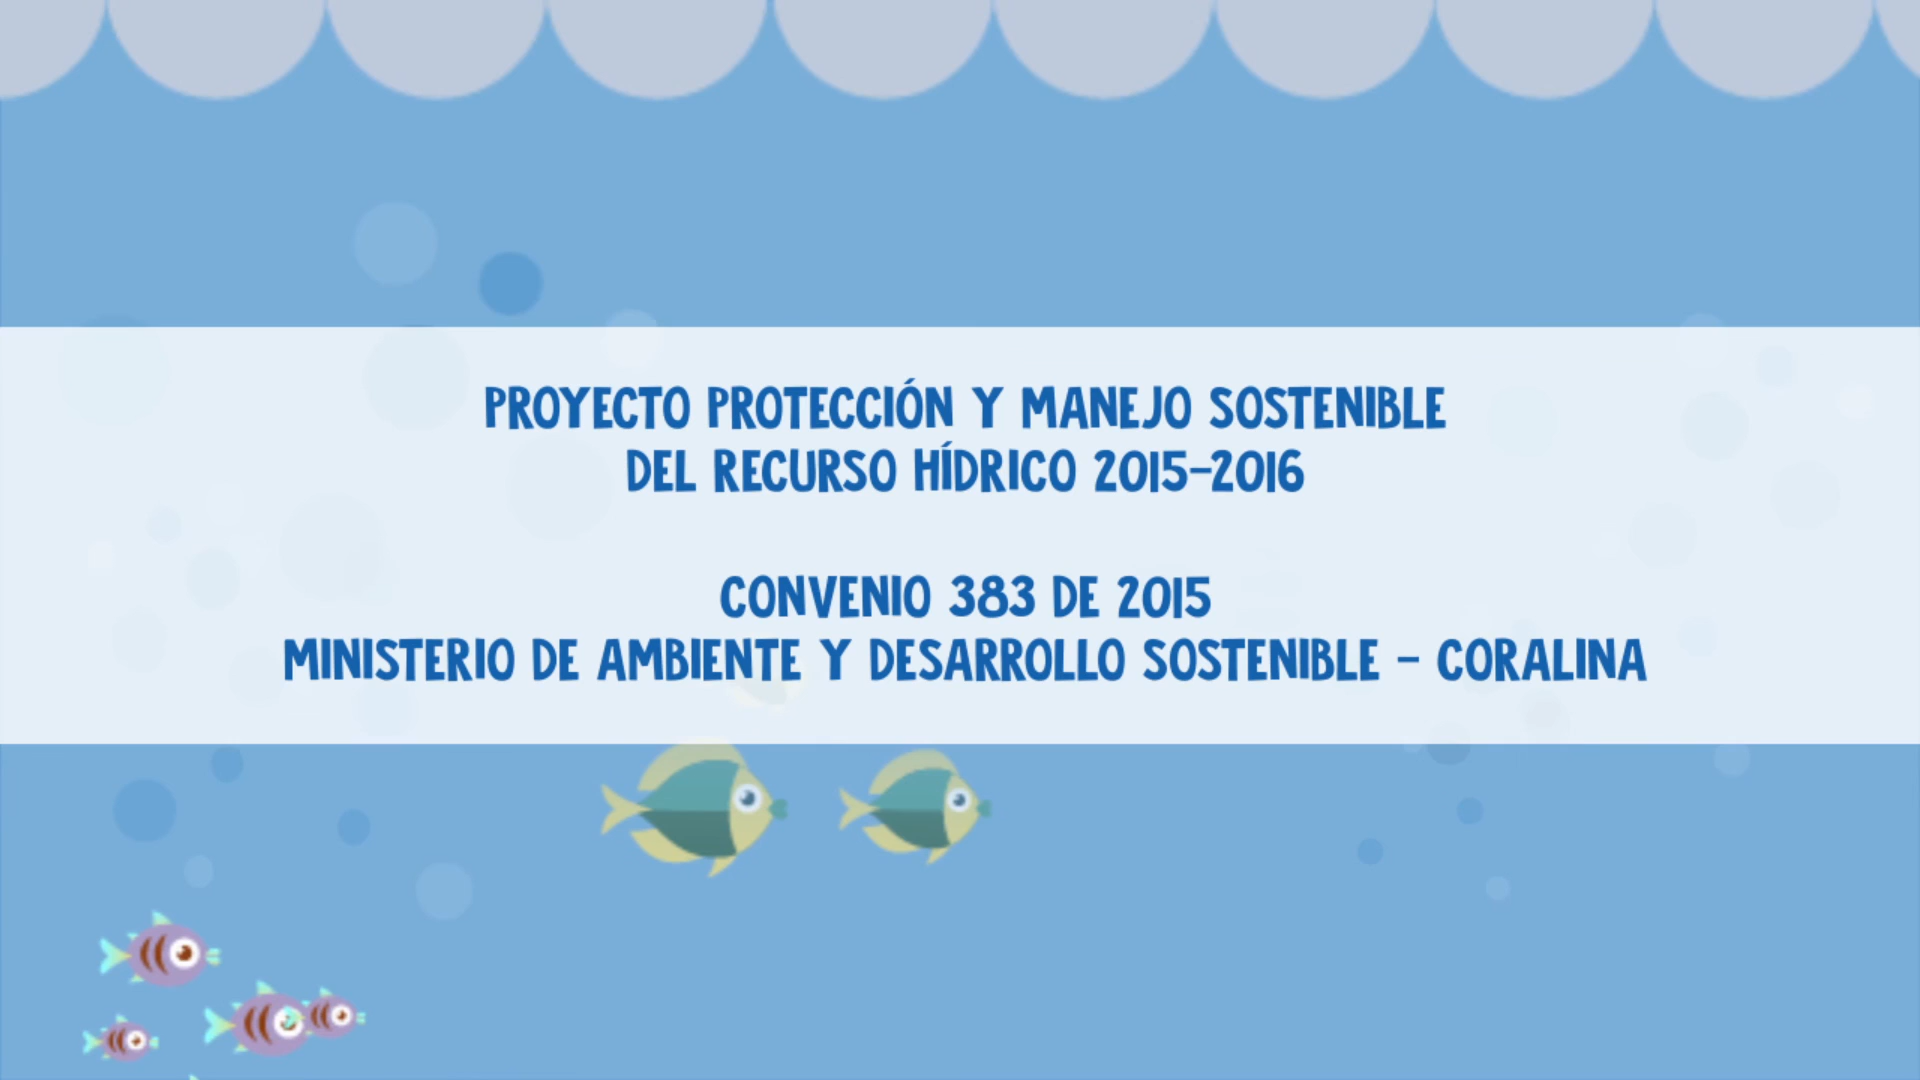 PROYECTO PROTECCIÓN Y MANEJO SOSTENIBLE
DEL RECURSO HÍDRICO 2015-2016
CONVENIO 383 DE 2015
MINISTERIO DE AMBIENTE Y DESARROLLO SOSTENIBLE - CORALINA